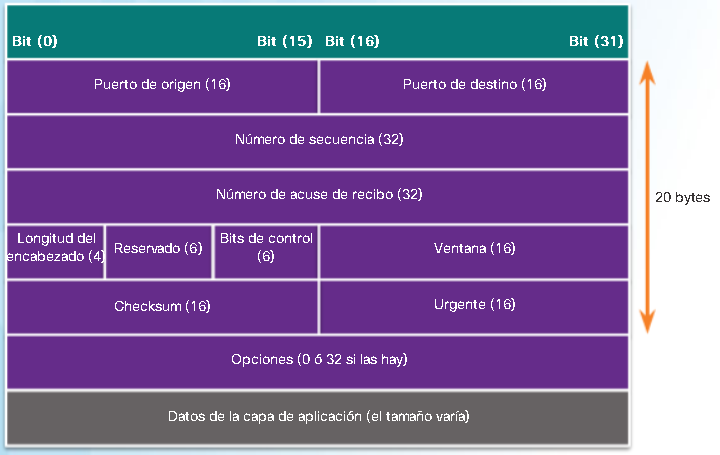 Bit (0) Bit (15) Bit (16) Bit (31)
Puerto de origen (16) Puerto de destino (16)
Número de secuencia (32)
Número de acuse de recibo (32)
20 bytes
Longitud del
encabezado (4)
Reservado (6)
Bits de control
(6)
Ventana (16)
Checksum (16) Urgente (16)
Opciones (0 ó 32 si las hay)
Datos de la capa de aplicación (el tamaño varía)